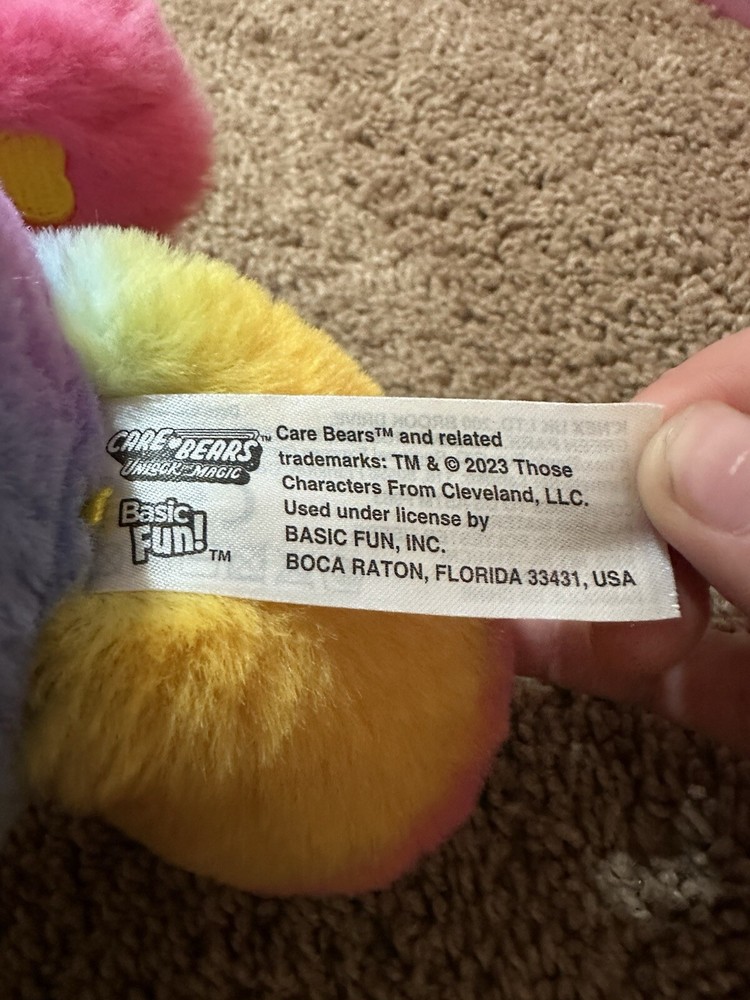 CARE BEARS™
UNLOCK THE MAGIC
Basic
Fun!™
Care Bears™ and related
trademarks: TM & © 2023 Those
Characters From Cleveland, LLC.
Used under license by
BASIC FUN, INC.
BOCA RATON, FLORIDA 33431, USA